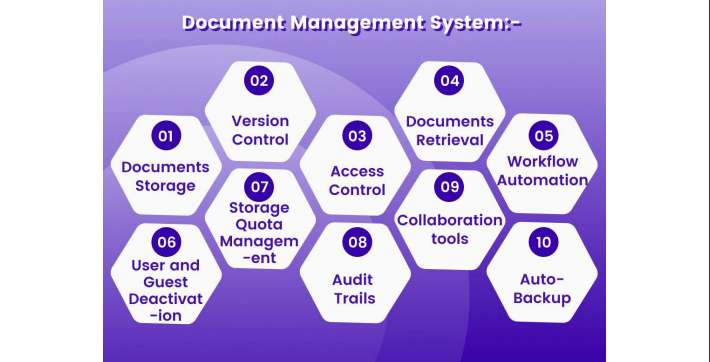 Document Management System:-
01
Documents
Storage
02
Version
Control
03
Access
Control
04
Documents
Retrieval
05
Workflow
Automation
06
User and
Guest
Deactivat
-ion
07
Storage
Quota
Managem
-ent
08
Audit
Trails
09
Collaboration
tools
10
Auto-
Backup